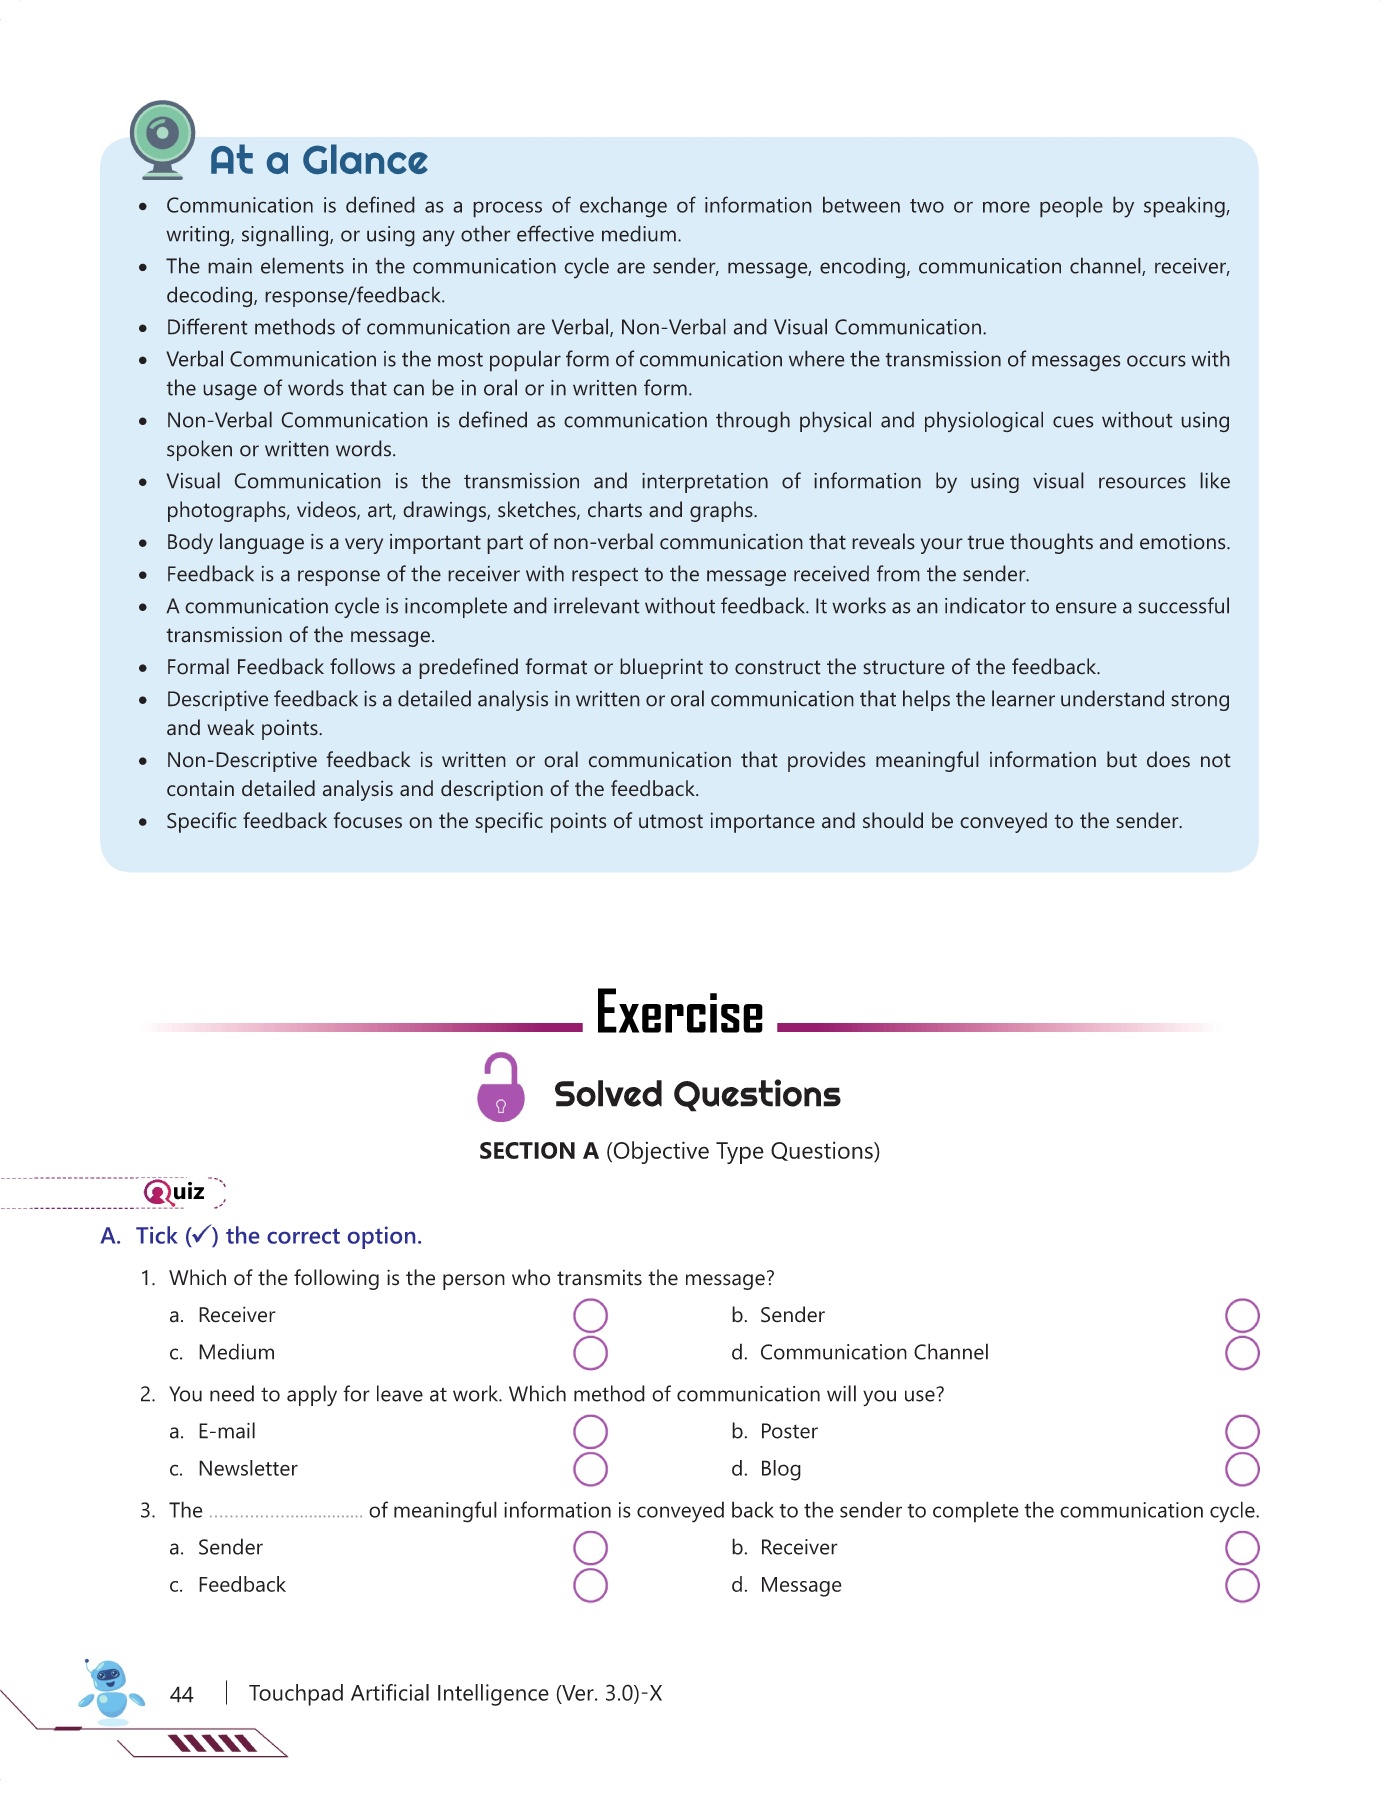 At a Glance
• Communication is defined as a process of exchange of information between two or more people by speaking,
writing, signalling, or using any other effective medium.
• The main elements in the communication cycle are sender, message, encoding, communication channel, receiver,
decoding, response/feedback.
• Different methods of communication are Verbal, Non-Verbal and Visual Communication.
• Verbal Communication is the most popular form of communication where the transmission of messages occurs with
the usage of words that can be in oral or in written form.
• Non-Verbal Communication is defined as communication through physical and physiological cues without using
spoken or written words.
• Visual Communication is the transmission and interpretation of information by using visual resources like
photographs, videos, art, drawings, sketches, charts and graphs.
• Body language is a very important part of non-verbal communication that reveals your true thoughts and emotions.
• Feedback is a response of the receiver with respect to the message received from the sender.
• A communication cycle is incomplete and irrelevant without feedback. It works as an indicator to ensure a successful
transmission of the message.
• Formal Feedback follows a predefined format or blueprint to construct the structure of the feedback.
• Descriptive feedback is a detailed analysis in written or oral communication that helps the learner understand strong
and weak points.
• Non-Descriptive feedback is written or oral communication that provides meaningful information but does not
contain detailed analysis and description of the feedback.
• Specific feedback focuses on the specific points of utmost importance and should be conveyed to the sender.
Exercise
Solved Questions
SECTION A (Objective Type Questions)
Quiz
A. Tick (✓) the correct option.
1. Which of the following is the person who transmits the message?
a. Receiver b. Sender
c. Medium d. Communication Channel
2. You need to apply for leave at work. Which method of communication will you use?
a. E-mail b. Poster
c. Newsletter d. Blog
3. The ................................ of meaningful information is conveyed back to the sender to complete the communication cycle.
a. Sender b. Receiver
c. Feedback d. Message
44 | Touchpad Artificial Intelligence (Ver. 3.0)-X